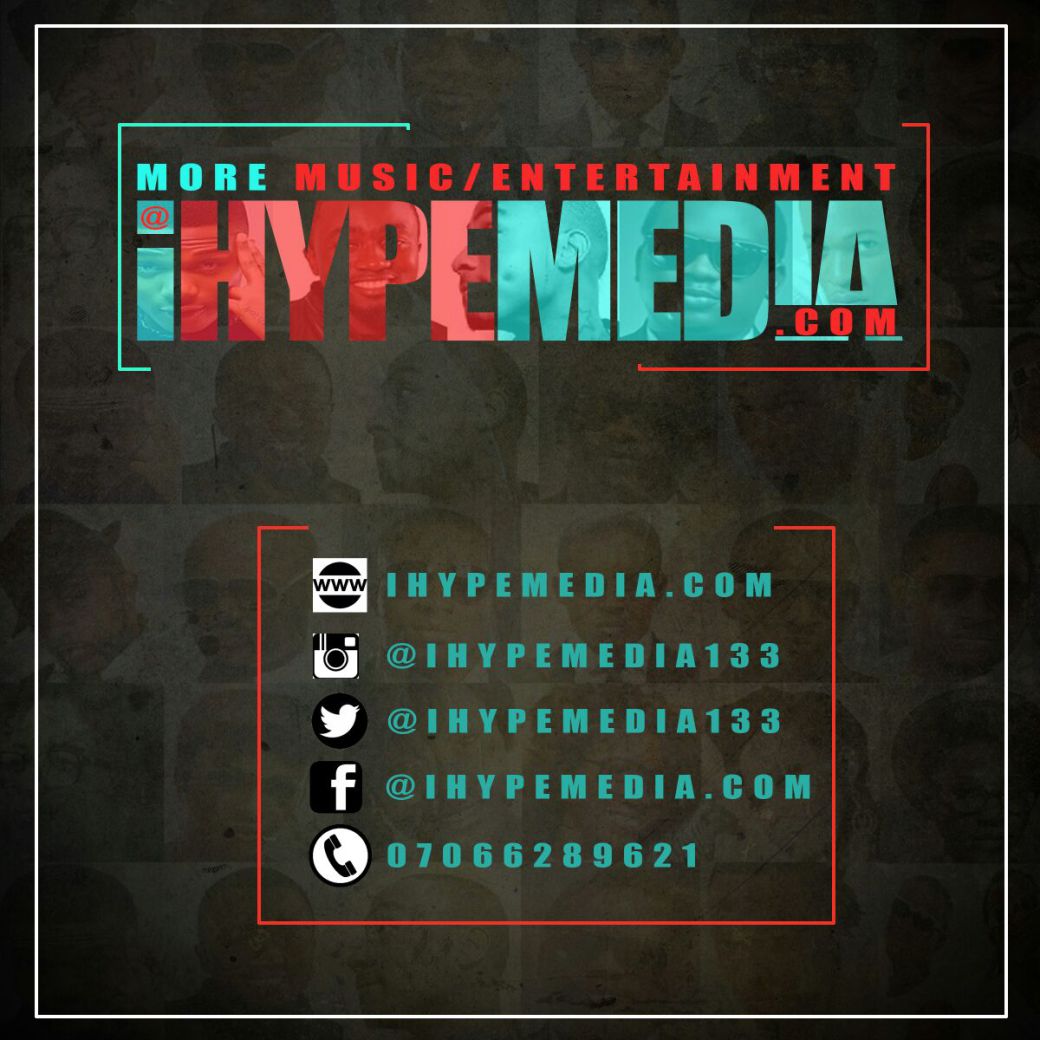 MORE MUSIC/ENTERTAINMENT
@
iHYPEMEDIA
.COM
WWW IHYPEMEDIA.COM
@IHYPEMEDIA133
@IHYPEMEDIA133
f @IHYPEMEDIA.COM
07066289621